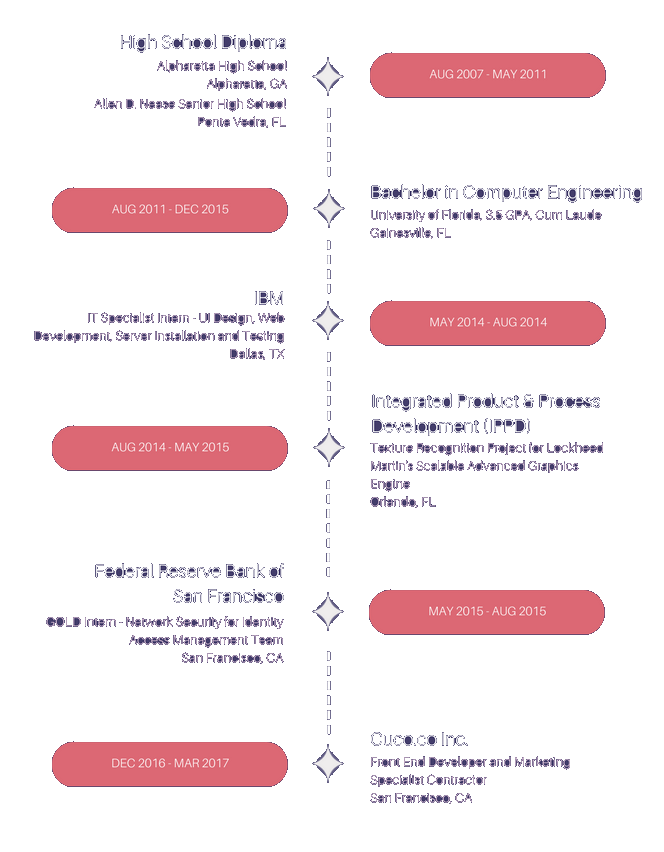 High School Diploma
Alpharetta High School
Alpharetta, GA
Allen D. Nease Senior High School
Ponte Vedra, FL
AUG 2007 - MAY 2011
AUG 2011 - DEC 2015
Bachelor in Computer Engineering
University of Florida, 3.5 GPA, Cum Laude
Gainesville, FL
IBM
IT Specialist Intern - UI Design, Web
Development, Server Installation and Testing
Dallas, TX
MAY 2014 - AUG 2014
AUG 2014 - MAY 2015
Integrated Product & Process
Development (IPPD)
Texture Recognition Project for Lockheed
Martin's Scalable Advanced Graphics
Engine
Orlando, FL
Federal Reserve Bank of
San Francisco
GOLD Intern - Network Security for Identity
Access Management Team
San Francisco, CA
MAY 2015 - AUG 2015
DEC 2016 - MAR 2017
Inc.
Front End Developer and Marketing
Specialist Contractor
San Francisco, CA